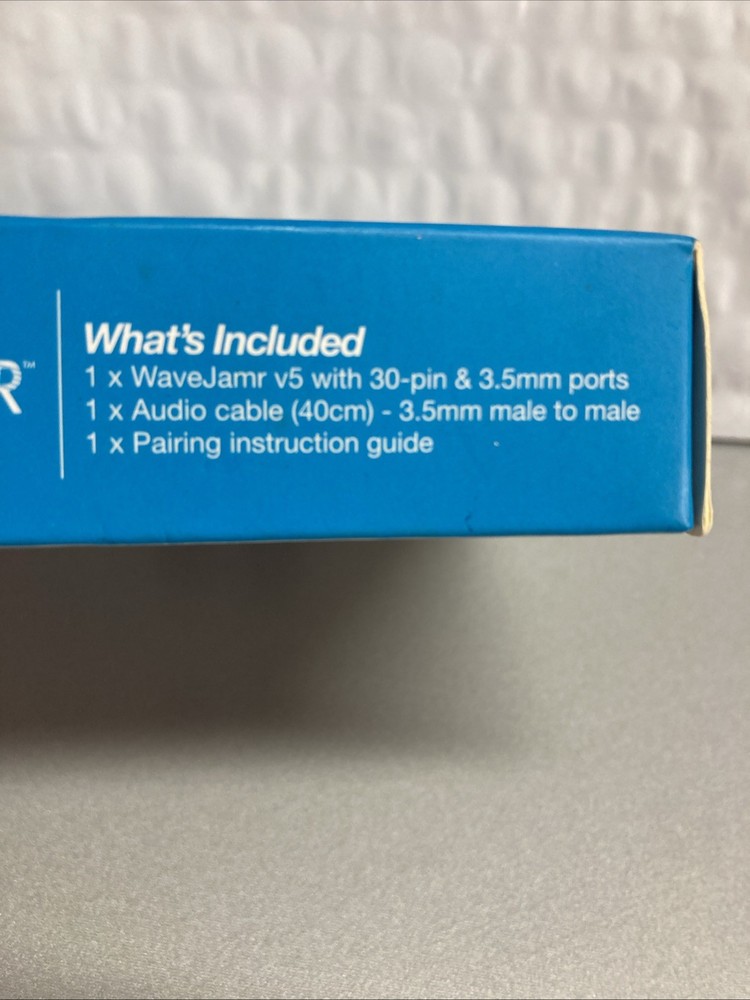 R™
What's Included
1 x WaveJamr v5 with 30-pin & 3.5mm ports
1 x Audio cable (40cm) - 3.5mm male to male
1 x Pairing instruction guide